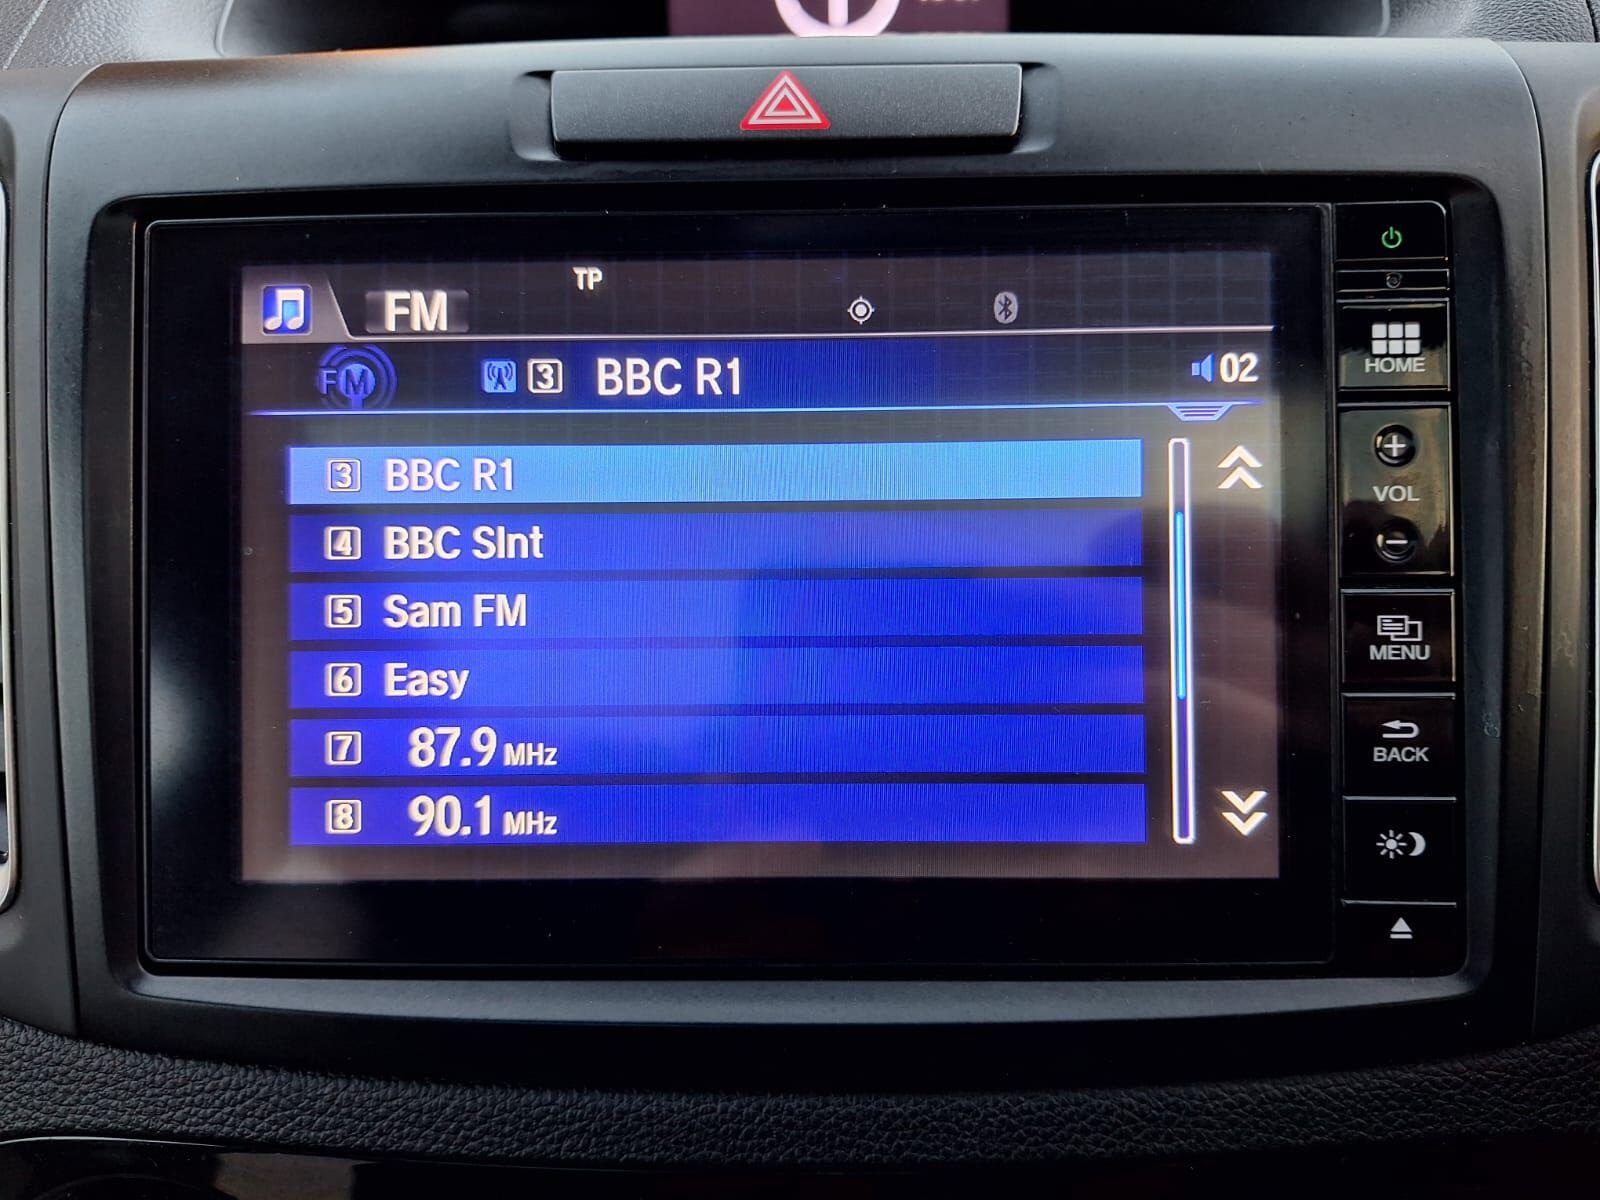 TP
FM
FM
3 BBC R1
02
3 BBC R1
4 BBC Slnt
5 Sam FM
6 Easy
7 87.9 MHz
8 90.1 MHz
HOME
VOL
MENU
BACK